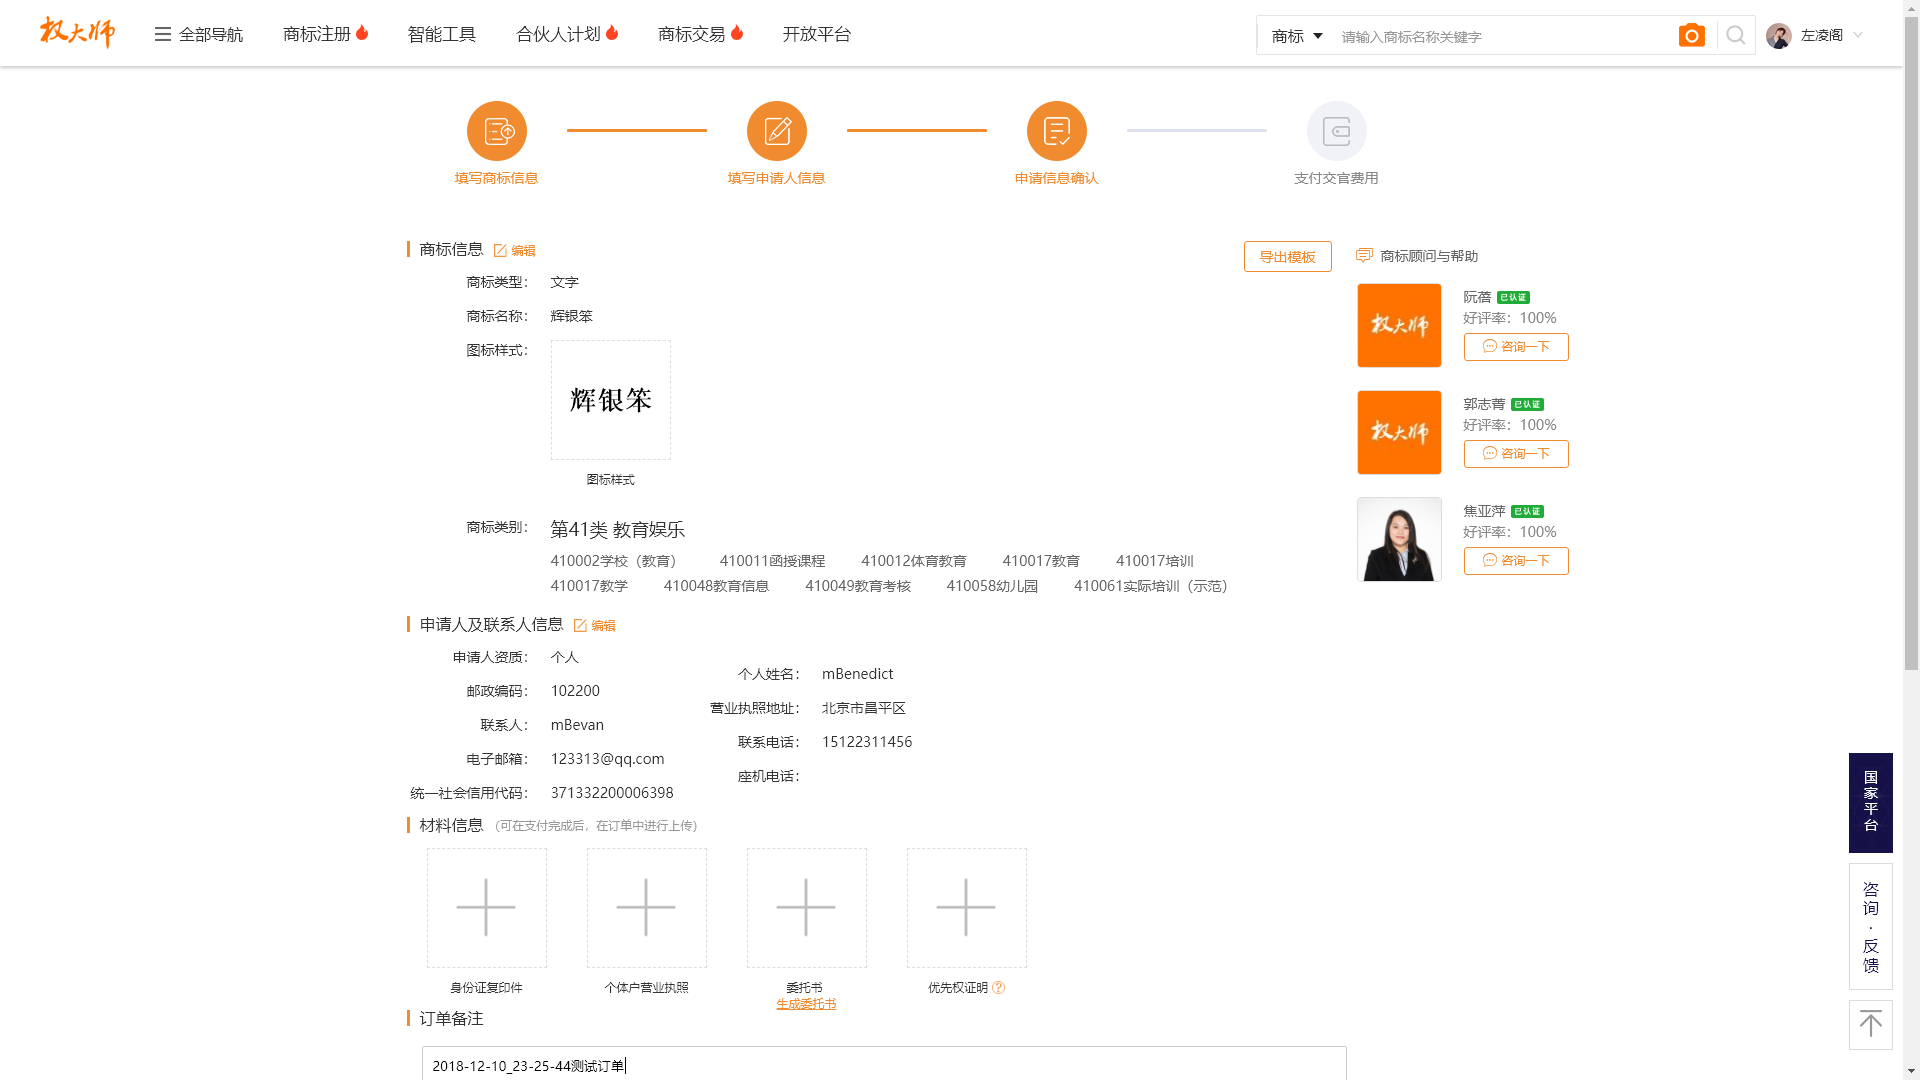 权大师 全部导航 商标注册 智能工具 合伙人计划 商标交易 开放平台 商标 请输入商标名称关键字 左凌阁
填写商标信息 填写申请人信息 申请信息确认 支付交官费用
商标信息 编辑 导出模板
商标类型： 文字
商标名称： 辉银笨
图标样式：
辉银笨
图标样式
商标类别： 第41类 教育娱乐
410002学校（教育） 410011函授课程 410012体育教育 410017教育 410017培训
410017教学 410048教育信息 410049教育考核 410058幼儿园 410061实际培训（示范）
商标顾问与帮助
权大师
阮蓓 已认证
好评率：100%
咨询一下
权大师
郭志菁 已认证
好评率：100%
咨询一下
焦亚萍 已认证
好评率：100%
咨询一下
申请人及联系人信息 编辑
申请人资质： 个人
邮政编码： 102200
联系人： mBevan
电子邮箱： 123313@qq.com
统一社会信用代码： 371332200006398
个人姓名： mBenedict
营业执照地址： 北京市昌平区
联系电话： 15122311456
座机电话：
材料信息 （可在支付完成后，在订单中进行上传）
身份证复印件 个体户营业执照 委托书 优先权证明 ?
生成委托书
订单备注
2018-12-10_23-25-44测试订单
国家平台
咨询·反馈